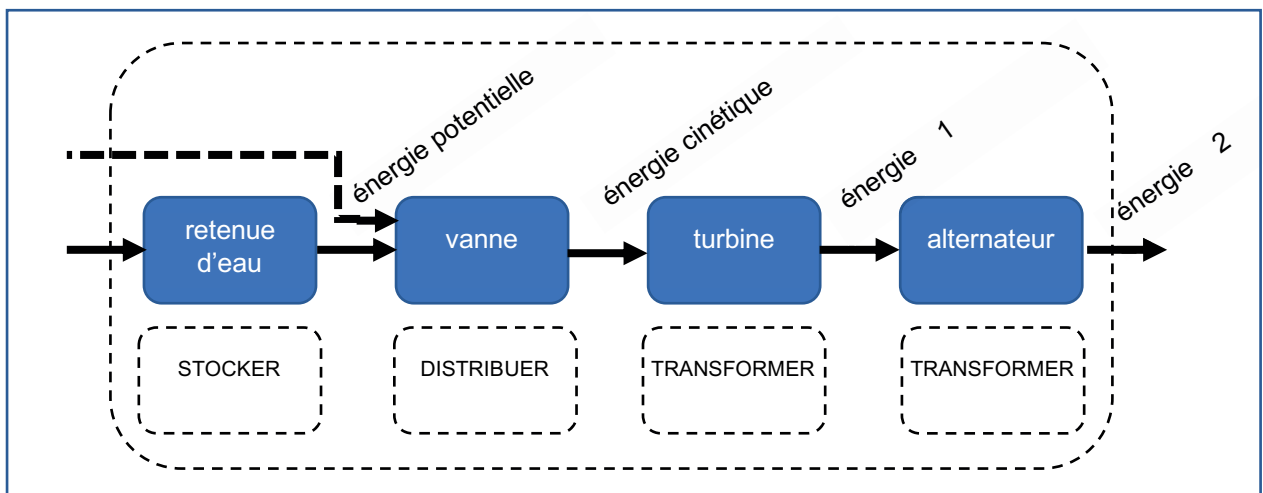 énergie potentielle
énergie cinétique
énergie 1
énergie 2
retenue
d'eau
vanne
turbine
alternateur
STOCKER
DISTRIBUER
TRANSFORMER
TRANSFORMER